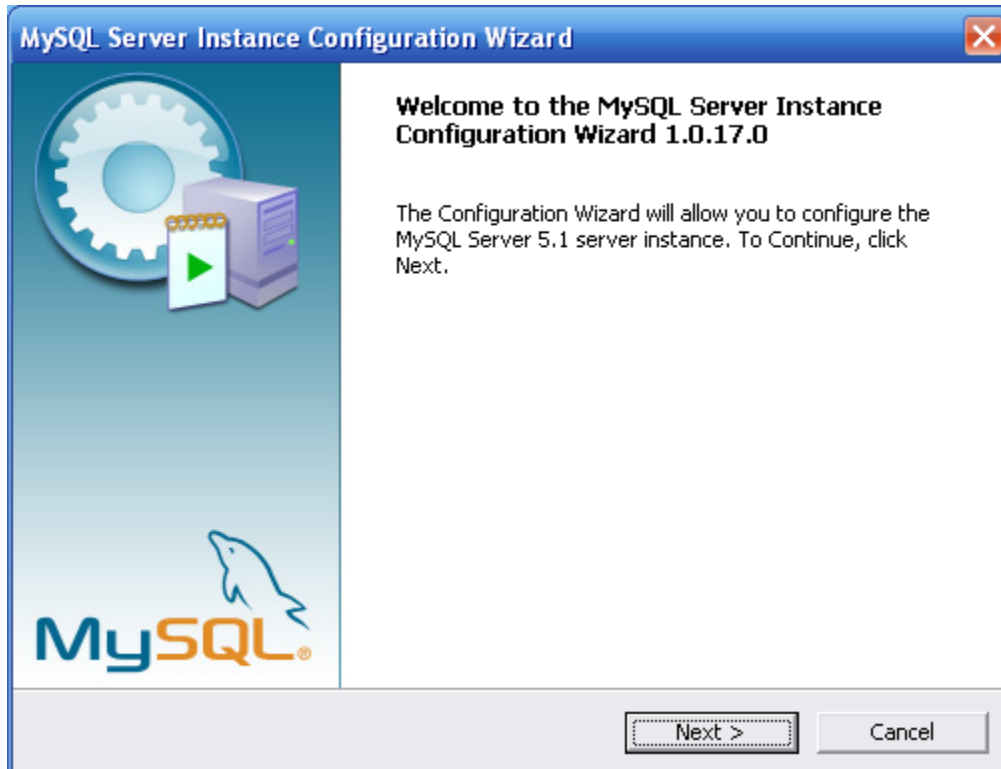 MySQL Server Instance Configuration Wizard
Welcome to the MySQL Server Instance
Configuration Wizard 1.0.17.0
The Configuration Wizard will allow you to configure the
MySQL Server 5.1 server instance. To Continue, click
Next.
MySQL®
Next >
Cancel